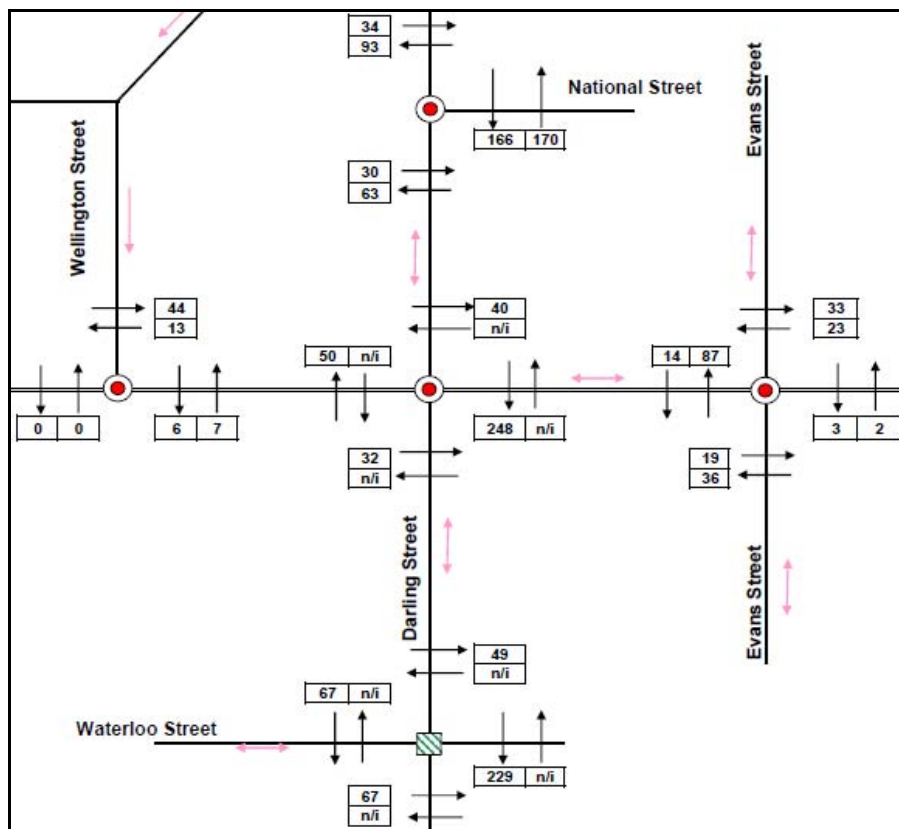 34
93
National Street
166 170
Evans Street
30
63
Wellington Street
44
13
40
n/i
33
23
50 n/i
14 87
0 0
6 7
248 n/i
3 2
32
n/i
19
36
Darling Street
Evans Street
49
n/i
67 n/i
Waterloo Street
229 n/i
67
n/i